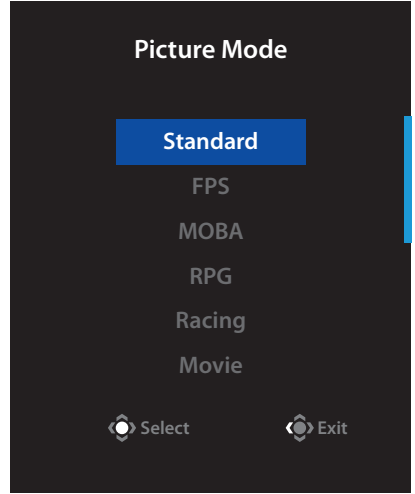 Picture Mode
Standard
FPS
MOBA
RPG
Racing
Movie
Select Exit